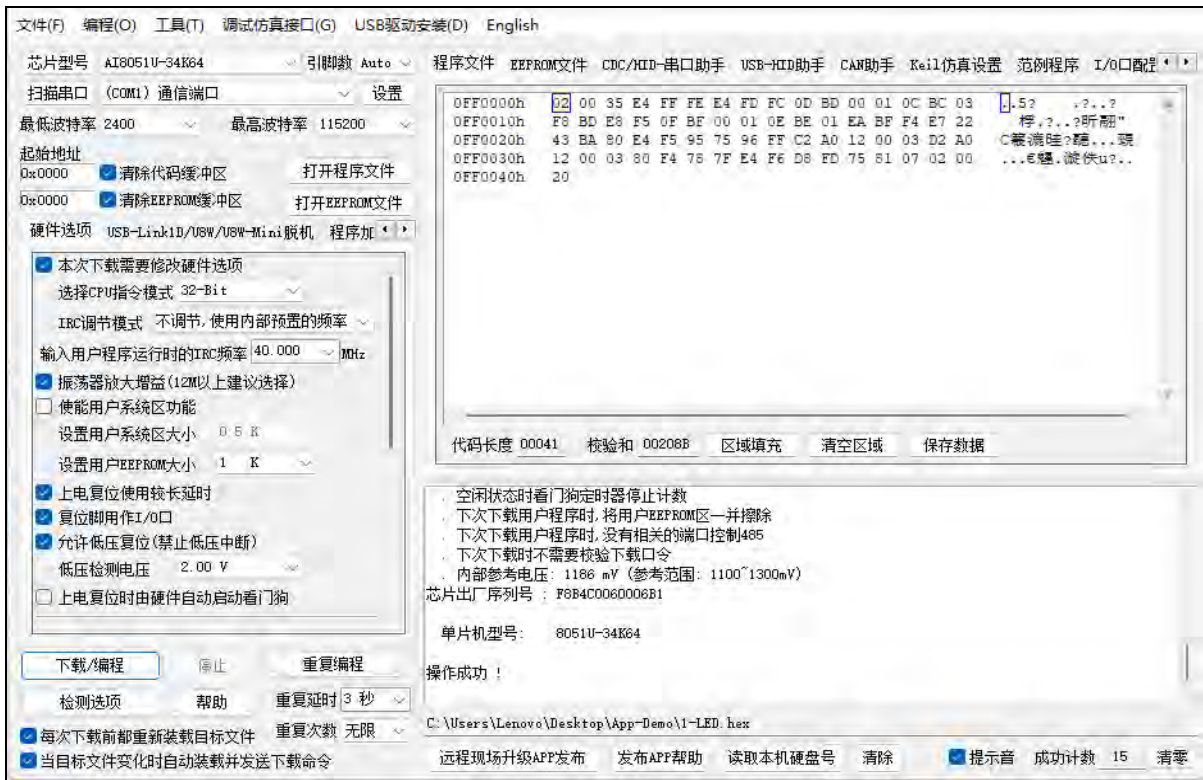 文件(F) 编程(O) 工具(T) 调试仿真接口(G) USB驱动安装(D) English
芯片型号 AI8051U-34K64 引脚数 Auto
扫描串口 (COM1) 通信端口 设置
最低波特率 2400 最高波特率 115200
起始地址
0x0000 清除代码缓冲区 打开程序文件
0x0000 清除EEPROM缓冲区 打开EEPROM文件
硬件选项 USB-Link1D/U8W/U8W-Mini脱机 程序加
本次下载需要修改硬件选项
选择CPU指令模式 32-Bit
IRC调节模式 不调节,使用内部预置的频率
输入用户程序运行时的IRC频率 40.000 MHz
振荡器放大增益(12M以上建议选择)
使能用户系统区功能
设置用户系统区大小 0.5 K
设置用户EEPROM大小 1 K
上电复位使用较长延时
复位脚用作I/O口
允许低压复位(禁止低压中断)
低压检测电压 2.00 V
上电复位时由硬件自动启动看门狗
下载/编程 停止 重复编程
检测选项 帮助 重复延时 3 秒
每次下载前都重新装载目标文件 重复次数 无限
当目标文件变化时自动装载并发送下载命令
程序文件 EEPROM文件 CDC/HID-串口助手 USB-HID助手 CAN助手 Keil仿真设置 范例程序 I/O口配
0FF0000h 02 00 35 E4 FF FE E4 FD FC 0D BD 00 01 0C BC 03 ..5? .?..?
0FF0010h F8 BD E8 F5 0F BF 00 01 0E BE 01 EA BF F4 E7 22
0FF0020h 43 BA 80 E4 F5 95 75 96 FF C2 A0 12 00 03 D2 A0
0FF0030h 12 00 03 80 F4 78 7F E4 F6 D8 FD 75 81 07 02 00
0FF0040h 20
代码长度 00041 校验和 00208B 区域填充 清空区域 保存数据
. 空闲状态时看门狗定时器停止计数
. 下次下载用户程序时,将用户EEPROM区一并擦除
. 下次下载用户程序时,没有相关的端口控制485
. 下次下载时不需要校验下载口令
. 内部参考电压: 1186 mV (参考范围: 1100~1300mV)
芯片出厂序列号 : F8B4C0060006B1
单片机型号: 8051U-34K64
操作成功 !
C:\Users\Lenovo\Desktop\App-Demo\1-LED.hex
远程现场升级APP发布 发布APP帮助 读取本机硬盘号 清除 提示音 成功计数 15 清零